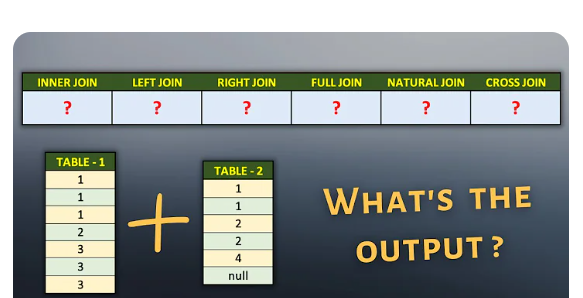 INNER JOIN LEFT JOIN RIGHT JOIN FULL JOIN NATURAL JOIN CROSS JOIN
? ? ? ? ? ?
TABLE - 1
1
1
1
2
3
3
3
+
TABLE - 2
1
1
2
2
4
null
WHAT'S THE
OUTPUT ?